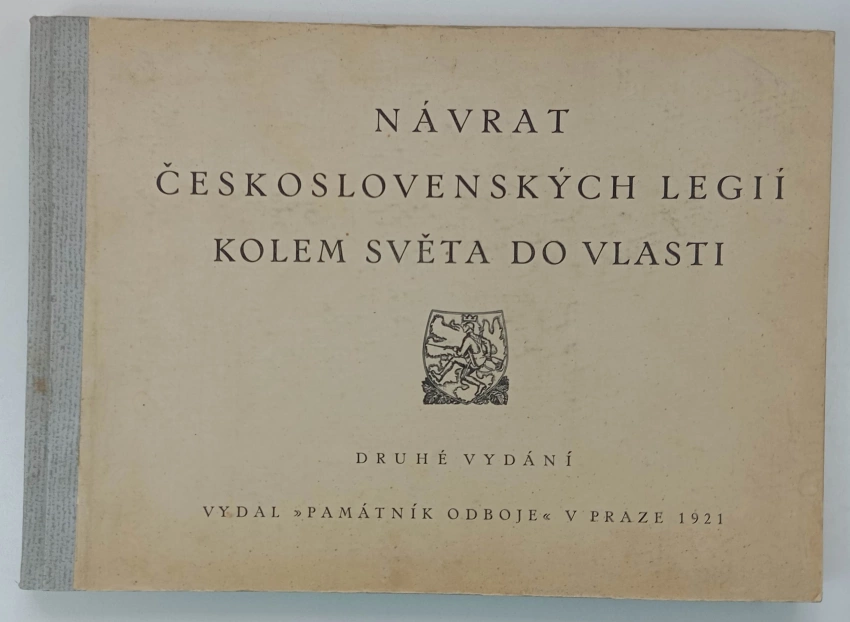 NÁVRAT
ČESKOSLOVENSKÝCH LEGIÍ
KOLEM SVĚTA DO VLASTI
DRUHÉ VYDÁNÍ
VYDAL »PAMÁTNÍK ODBOJE« V PRAZE 1921